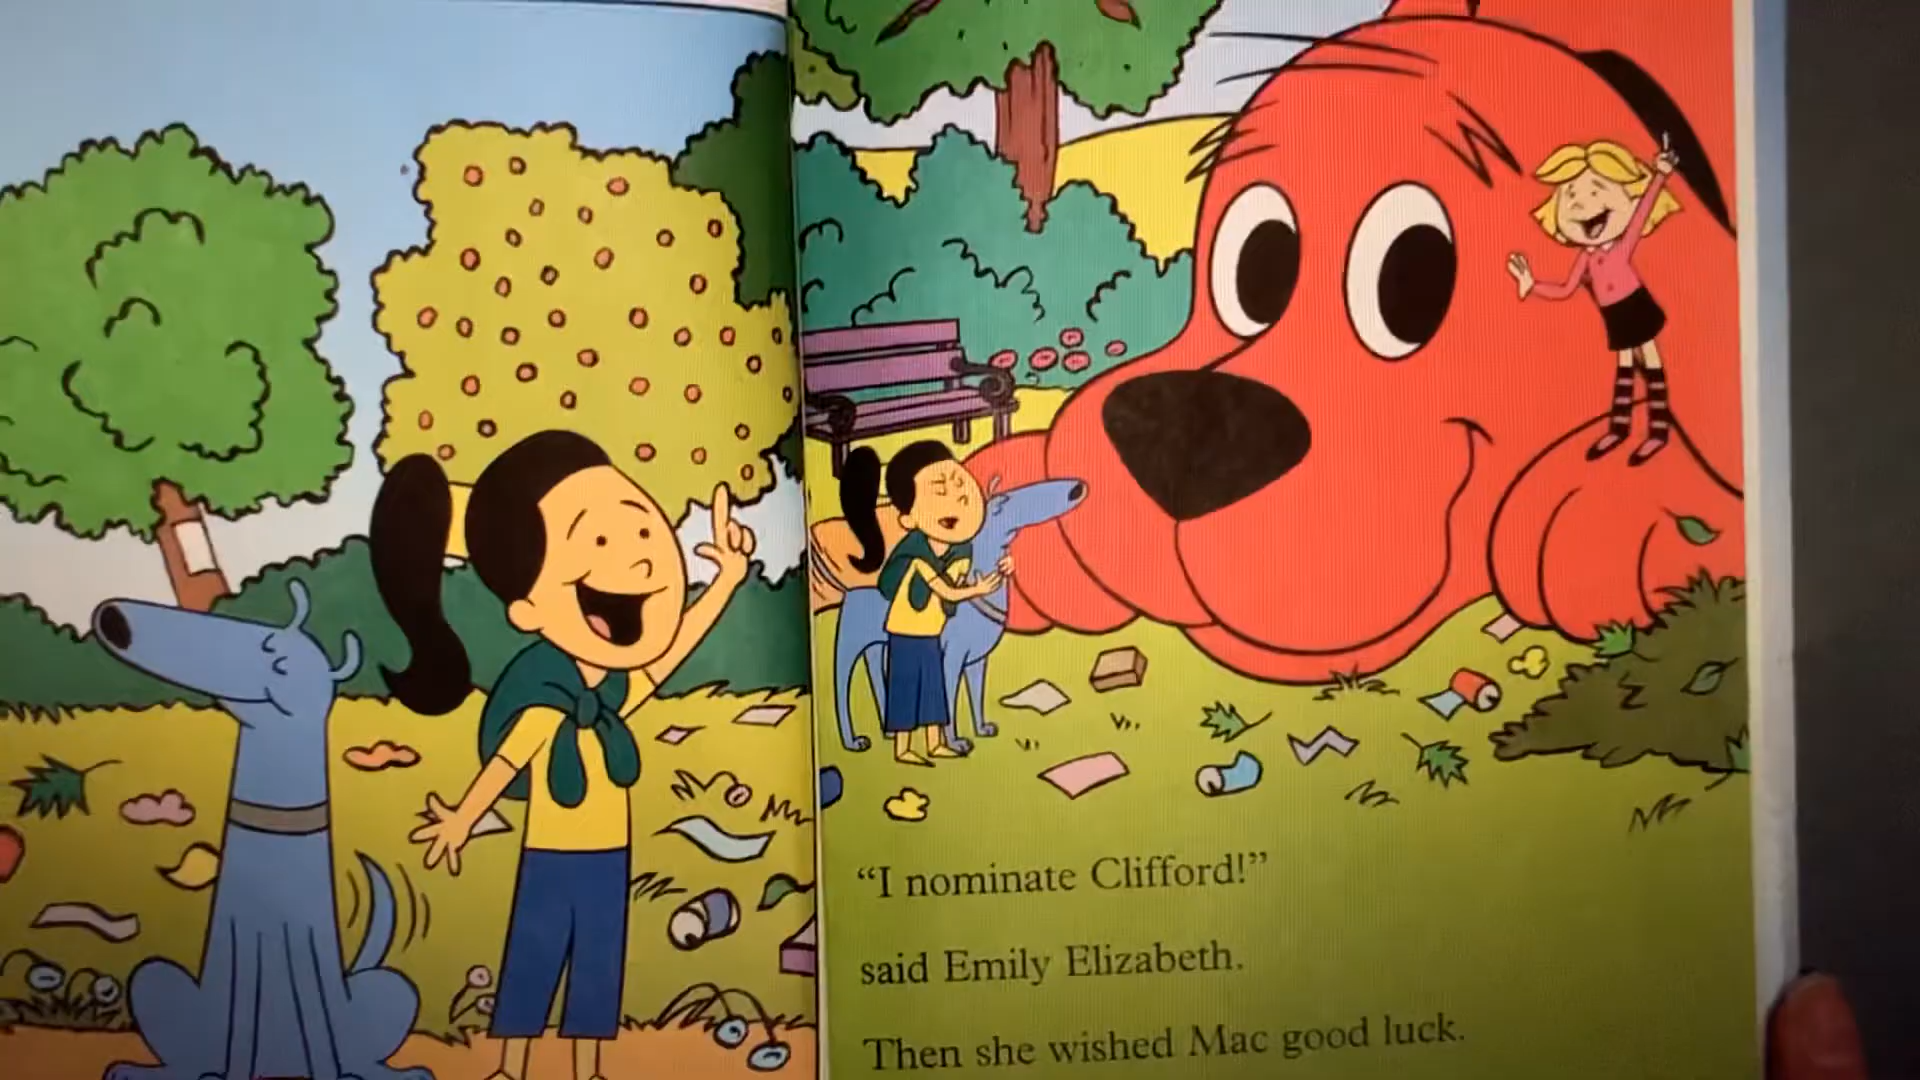 “I nominate Clifford!”
said Emily Elizabeth.
Then she wished Mac good luck.